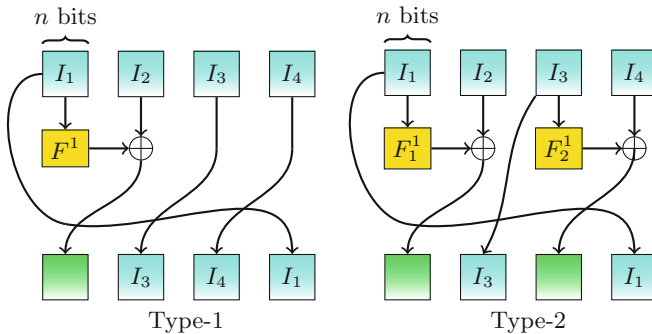 n bits n bits
I₁ I₂ I₃ I₄ I₁ I₂ I₃ I₄
F¹ F₁¹ F₂¹
I₃ I₄ I₁ I₃ I₁
Type-1 Type-2